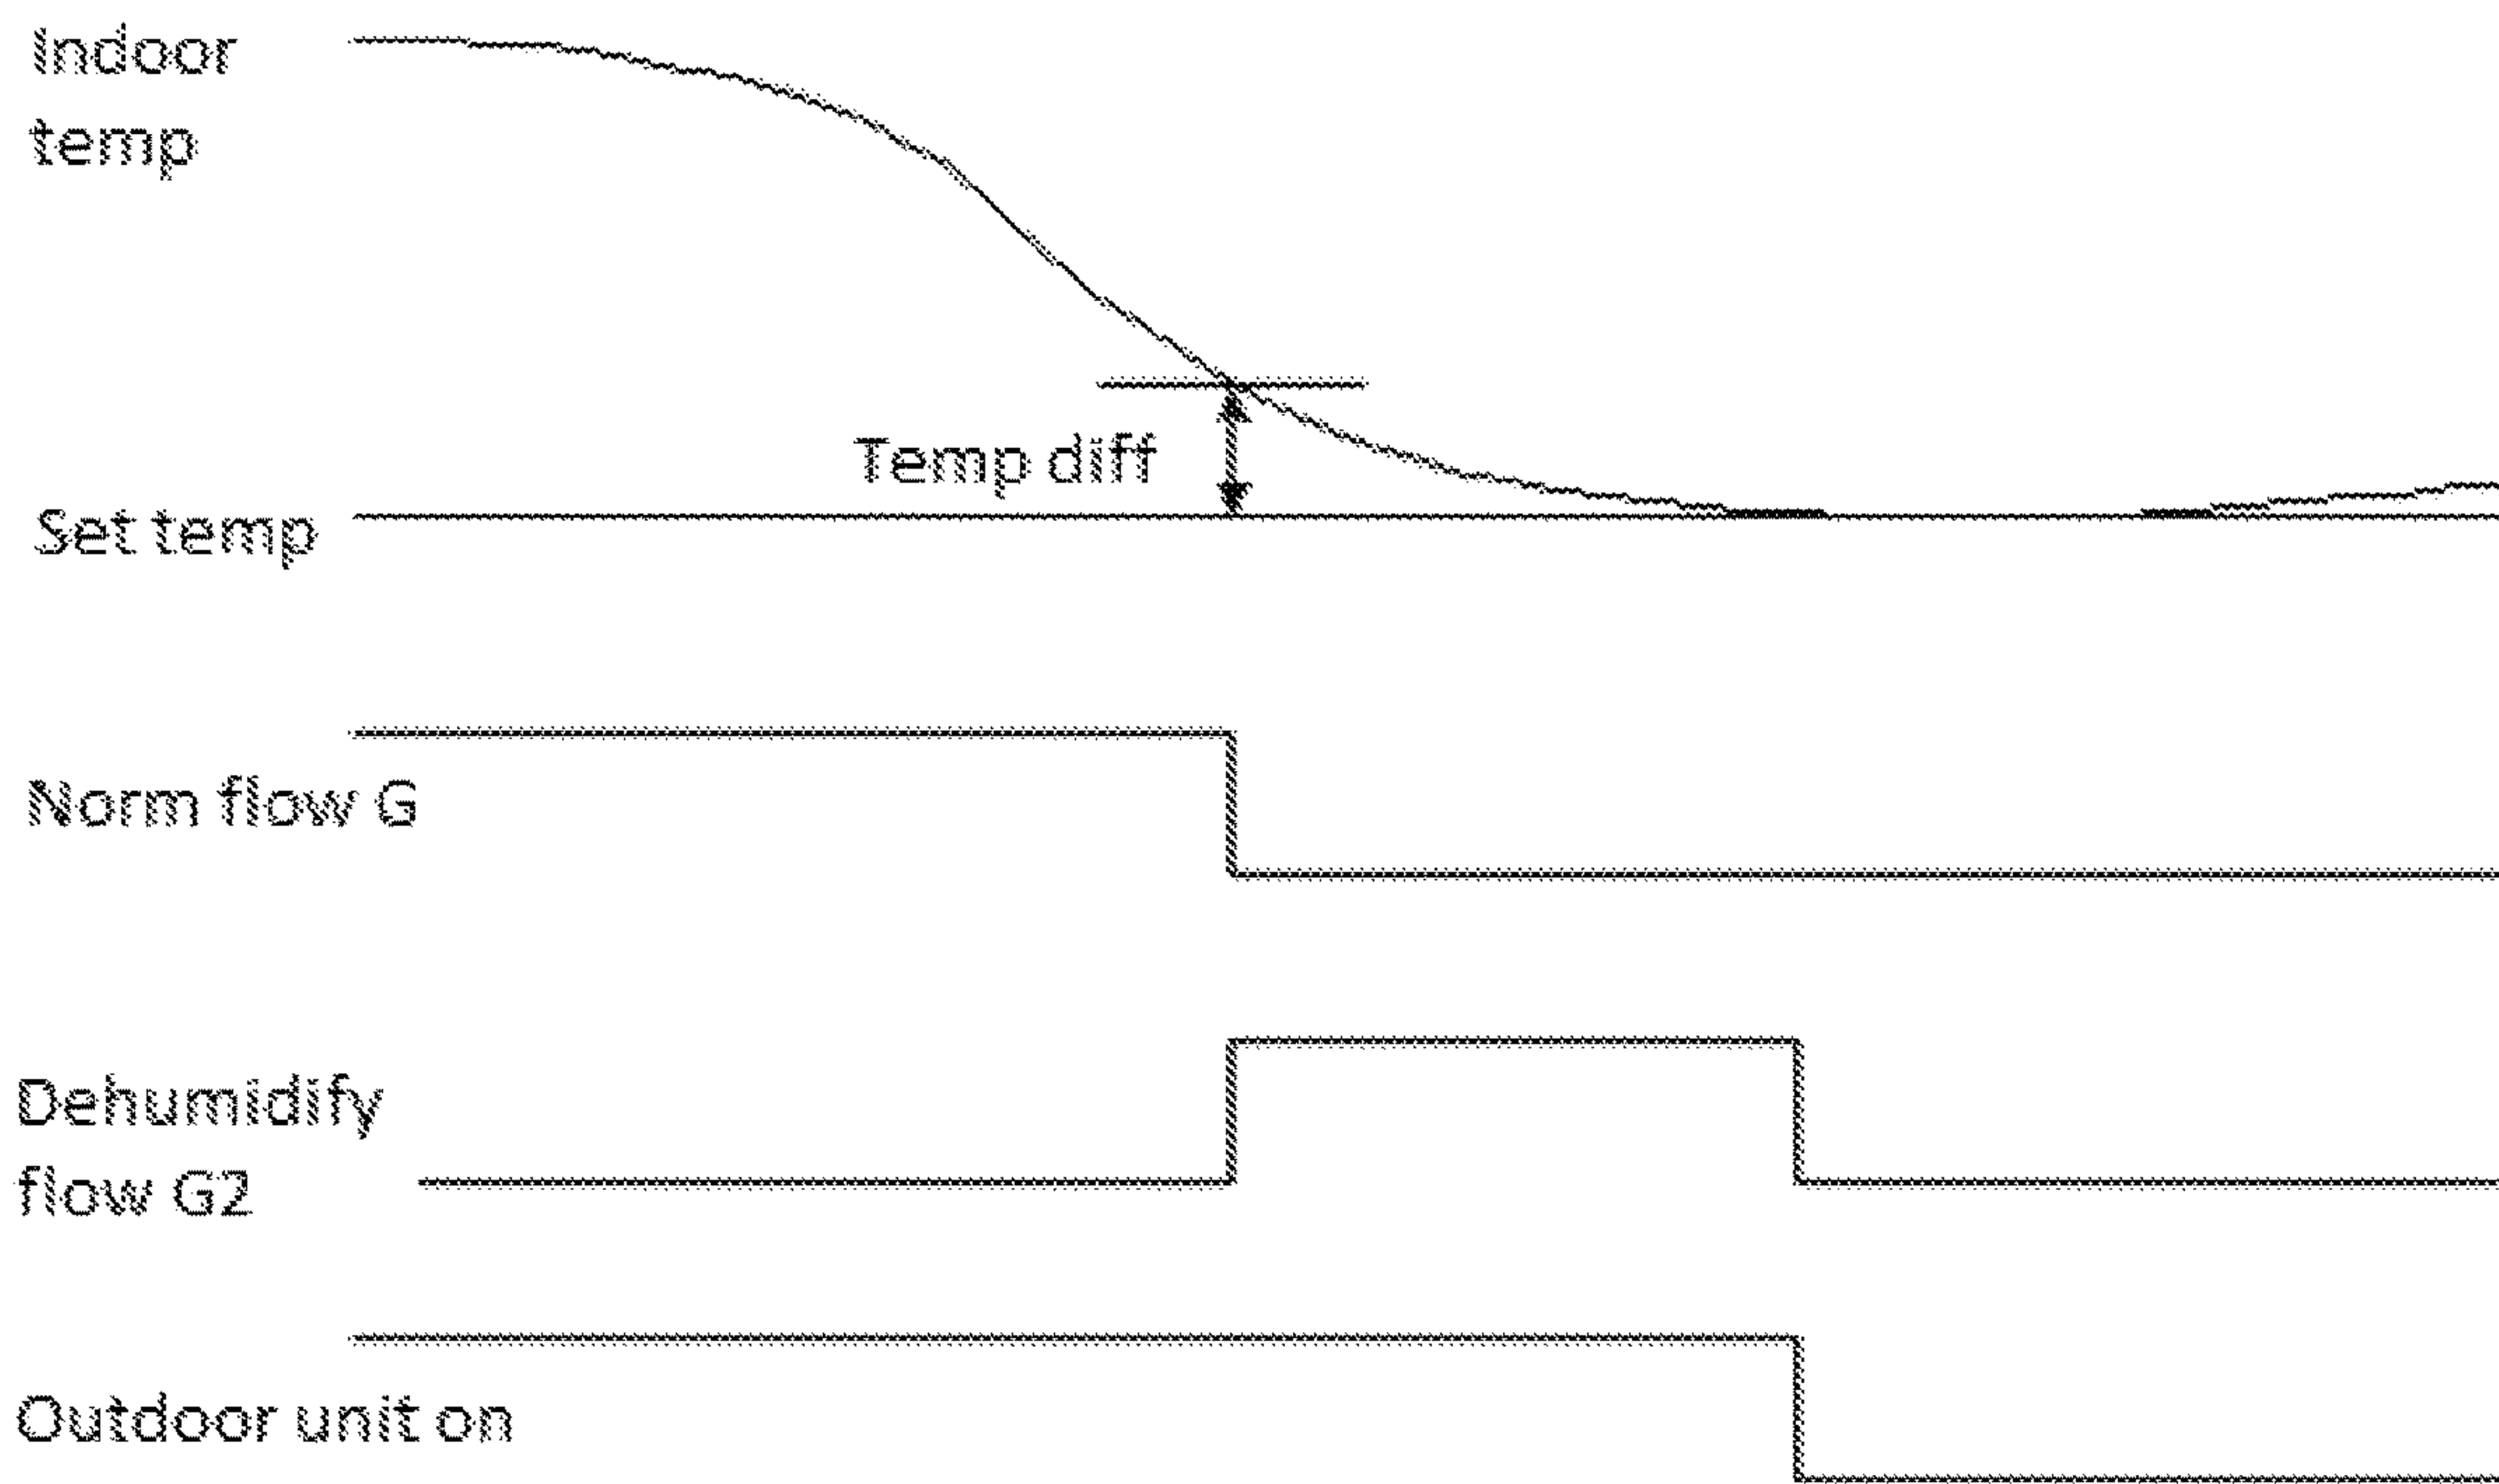 Indoor
temp
Temp diff
Set temp
Norm flow G
Dehumidify
flow G2
Outdoor unit on